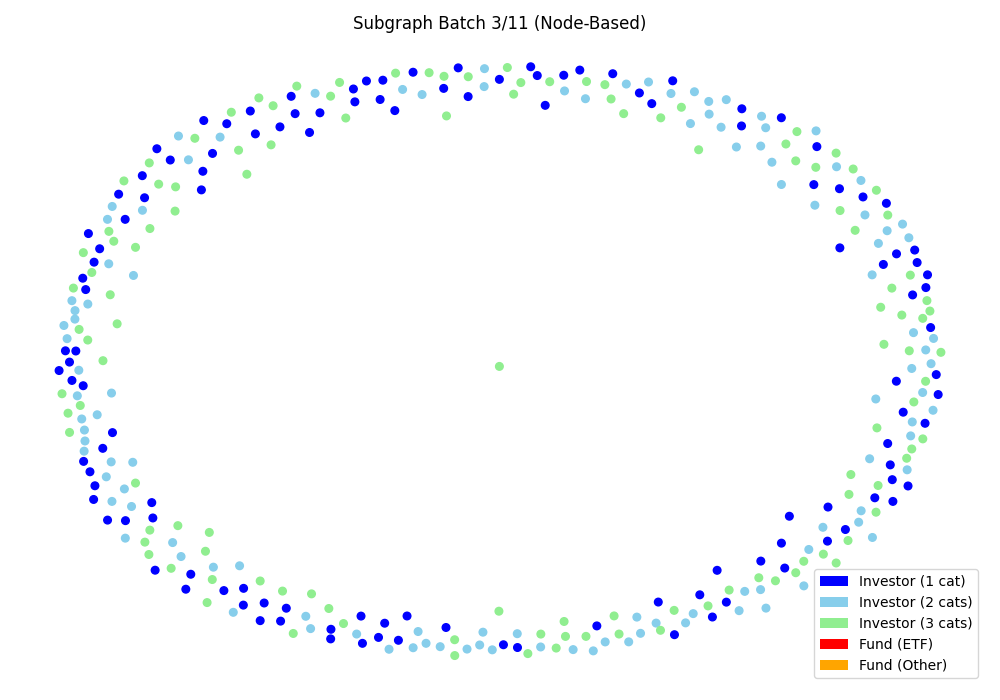 Subgraph Batch 3/11 (Node-Based)
Investor (1 cat)
Investor (2 cats)
Investor (3 cats)
Fund (ETF)
Fund (Other)